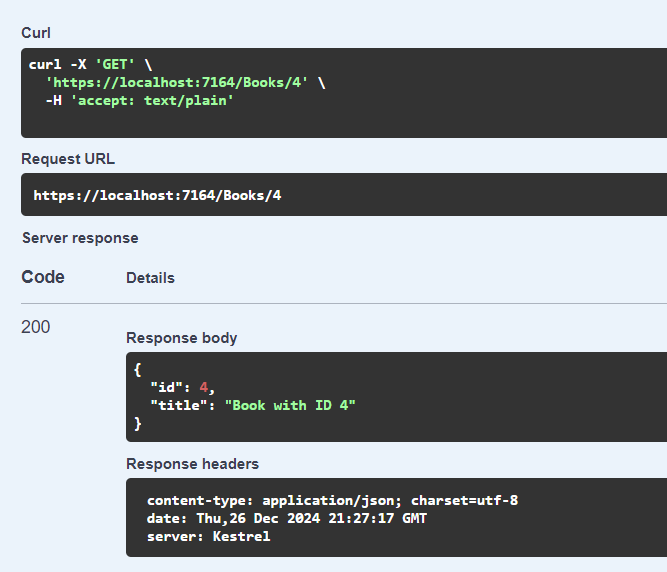 Curl
curl -X 'GET' \
  'https://localhost:7164/Books/4' \
  -H 'accept: text/plain'
Request URL
https://localhost:7164/Books/4
Server response
Code Details
200
Response body
{
  "id": 4,
  "title": "Book with ID 4"
}
Response headers
content-type: application/json; charset=utf-8
date: Thu,26 Dec 2024 21:27:17 GMT
server: Kestrel